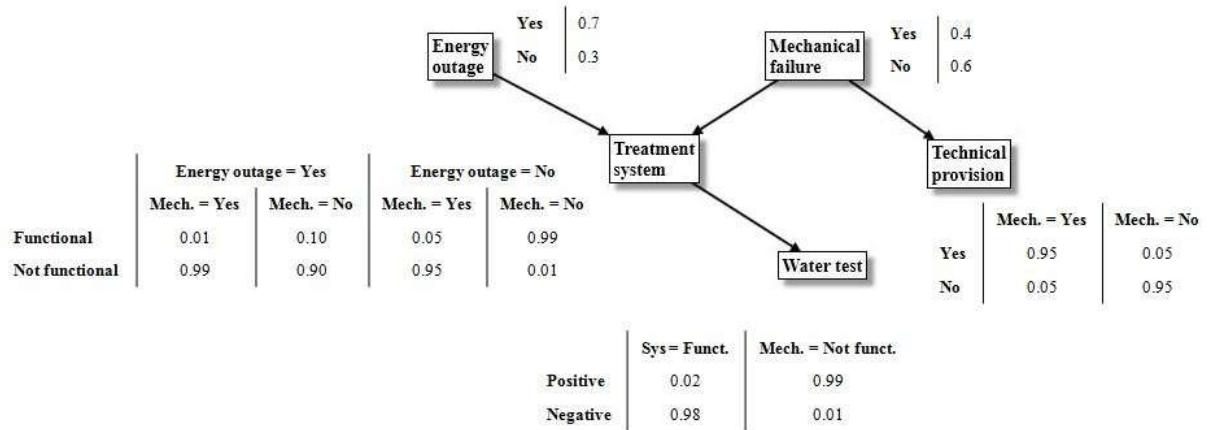 Yes 0.7
No 0.3
Energy
outage
Mechanical
failure
Yes 0.4
No 0.6
Treatment
system
Technical
provision
Energy outage = Yes Energy outage = No
Mech. = Yes Mech. = No Mech. = Yes Mech. = No
Functional 0.01 0.10 0.05 0.99
Not functional 0.99 0.90 0.95 0.01
Water test
Mech. = Yes Mech. = No
Yes 0.95 0.05
No 0.05 0.95
Sys = Funct. Mech. = Not funct.
Positive 0.02 0.99
Negative 0.98 0.01